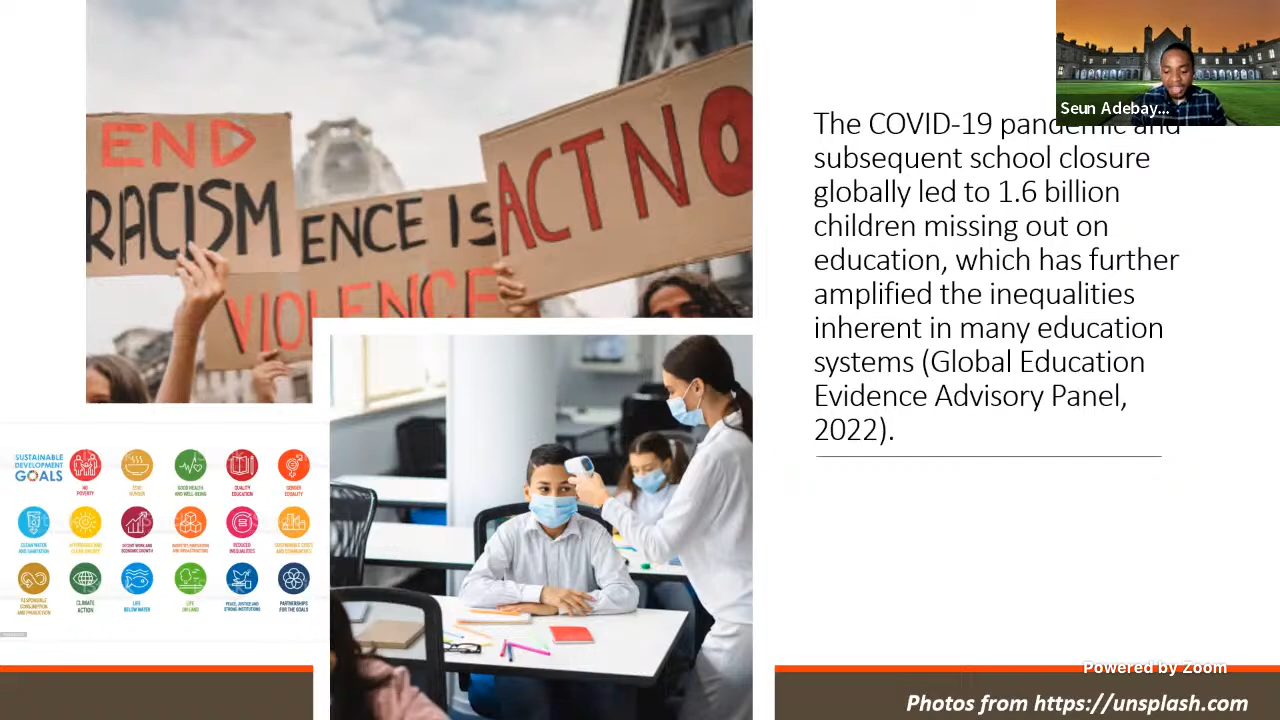 END
RACISM
ENCE IS
VIOLENCE
ACT NO
Seun Adebay...
The COVID-19 pandemic and
subsequent school closure
globally led to 1.6 billion
children missing out on
education, which has further
amplified the inequalities
inherent in many education
systems (Global Education
Evidence Advisory Panel,
2022).
SUSTAINABLE
DEVELOPMENT
GOALS
NO
POVERTY
ZERO
HUNGER
GOOD HEALTH
AND WELL-BEING
QUALITY
EDUCATION
GENDER
EQUALITY
CLEAN WATER
AND SANITATION
AFFORDABLE AND
CLEAN ENERGY
DECENT WORK AND
ECONOMIC GROWTH
INDUSTRY, INNOVATION
AND INFRASTRUCTURE
REDUCED
INEQUALITIES
SUSTAINABLE CITIES
AND COMMUNITIES
RESPONSIBLE
CONSUMPTION
AND PRODUCTION
CLIMATE
ACTION
LIFE
BELOW WATER
LIFE
ON LAND
PEACE, JUSTICE AND
STRONG INSTITUTIONS
PARTNERSHIPS
FOR THE GOALS
Powered by Zoom
Photos from https://unsplash.com